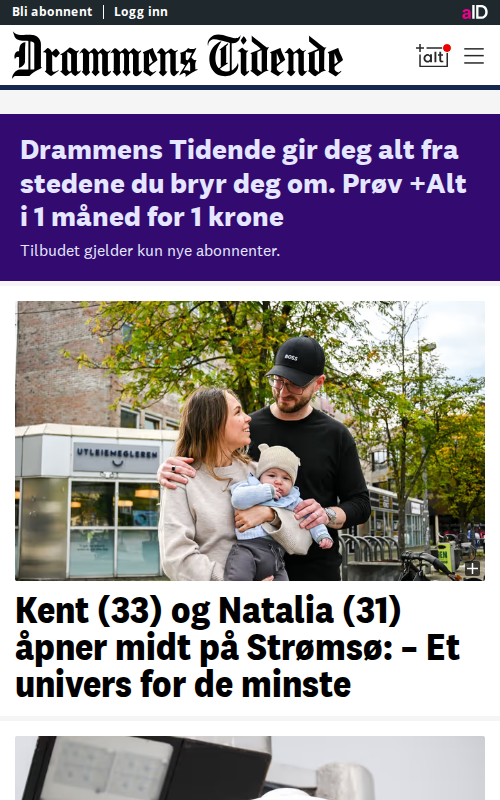 Bli abonnent
Logg inn
aID
Drammens Tidende
+alt
Drammens Tidende gir deg alt fra
stedene du bryr deg om. Prøv +Alt
i 1 måned for 1 krone
Tilbudet gjelder kun nye abonnenter.
BOSS
UTLEIEMEGLEREN
Kent (33) og Natalia (31)
åpner midt på Strømsø: – Et
univers for de minste